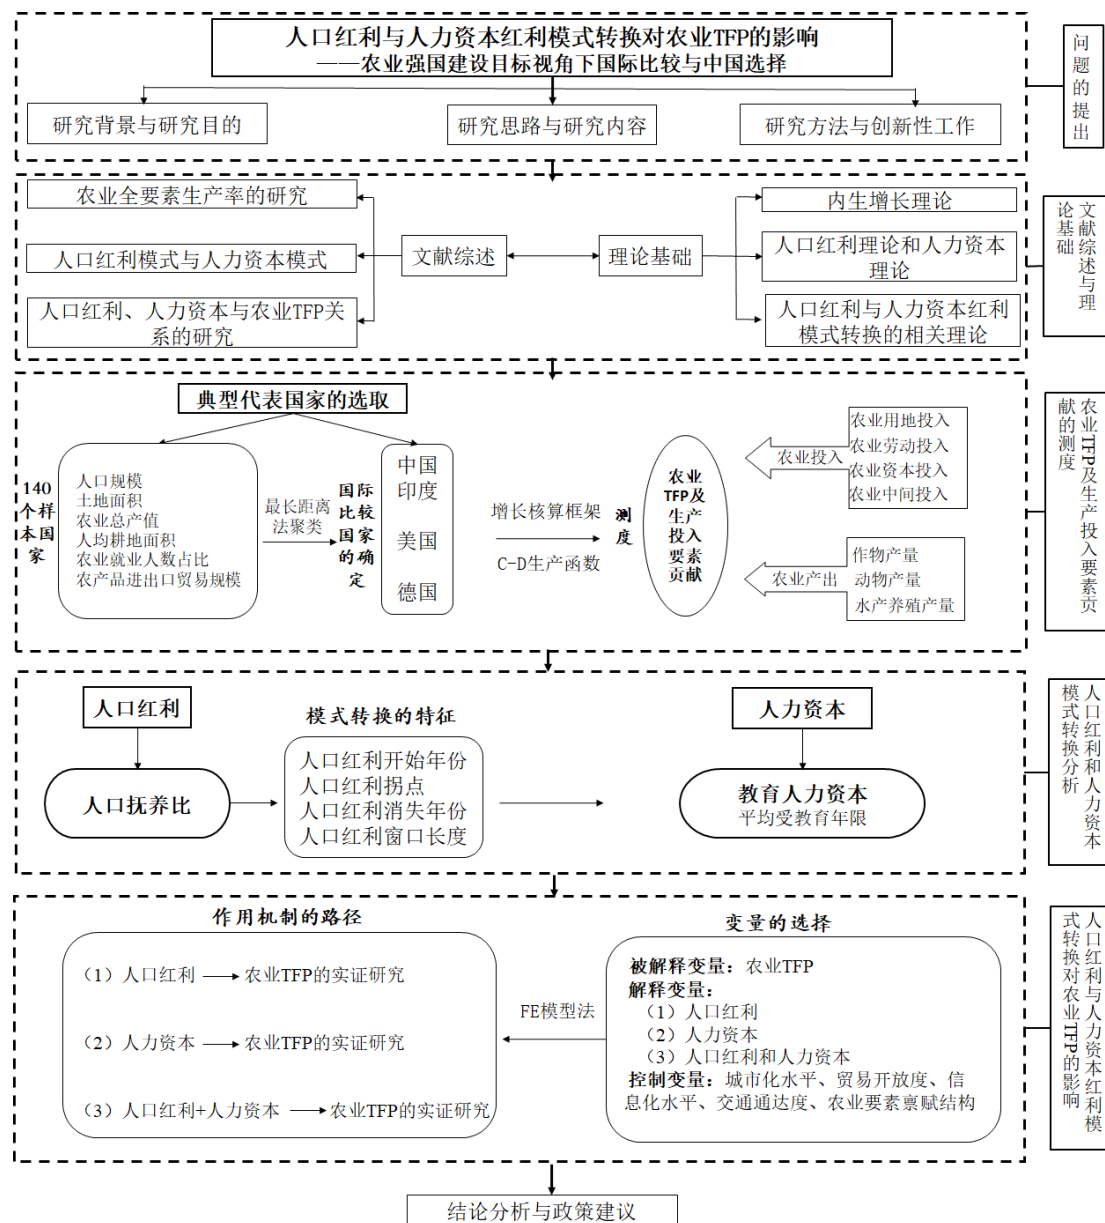 人口红利与人力资本红利模式转换对农业TFP的影响
——农业强国建设目标视角下国际比较与中国选择
研究背景与研究目的
研究思路与研究内容
研究方法与创新性工作
问题的提出
农业全要素生产率的研究
人口红利模式与人力资本模式
人口红利、人力资本与农业TFP关
系的研究
文献综述
理论基础
内生增长理论
人口红利理论和人力资本
理论
人口红利与人力资本红利
模式转换的相关理论
文献综述与理
论基础
典型代表国家的选取
140
个样
本国
家
人口规模
土地面积
农业总产值
人均耕地面积
农业就业人数占比
农产品进出口贸易规模
最长距离
法聚类
国际
比较
国家
的确
定
中国
印度
美国
德国
增长核算框架
C-D生产函数
测度
农业
TFP及
生产
投入
要素
贡献
农业投入
农业用地投入
农业劳动投入
农业资本投入
农业中间投入
农业产出
作物产量
动物产量
水产养殖产量
农业TFP及生产投入要素贡
献的测度
人口红利
人口抚养比
模式转换的特征
人口红利开始年份
人口红利拐点
人口红利消失年份
人口红利窗口长度
人力资本
教育人力资本
平均受教育年限
人口红利和人力资本
模式转换分析
作用机制的路径
（1）人口红利
农业TFP的实证研究
（2）人力资本
农业TFP的实证研究
（3）人口红利+人力资本
农业TFP的实证研究
FE模型法
变量的选择
被解释变量：农业TFP
解释变量：
（1）人口红利
（2）人力资本
（3）人口红利和人力资本
控制变量：城市化水平、贸易开放度、信
息化水平、交通通达度、农业要素禀赋结构
人口红利与人力资本红利模
式转换对农业TFP的影响
结论分析与政策建议